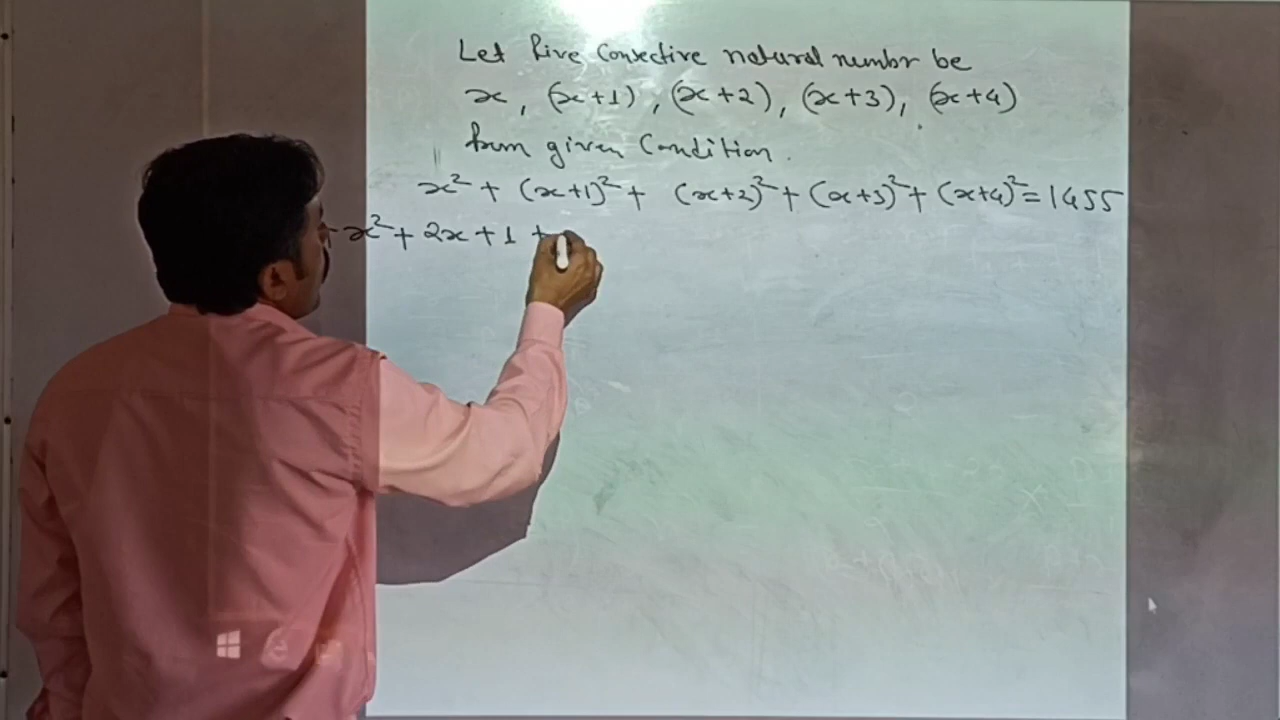 Let five Consective natural numbr be
x, (x+1), (x+2), (x+3), (x+4)
from given Condition.
x² + (x+1)² + (x+2)² + (x+3)² + (x+4)² = 1455
+ x² + 2x + 1 +